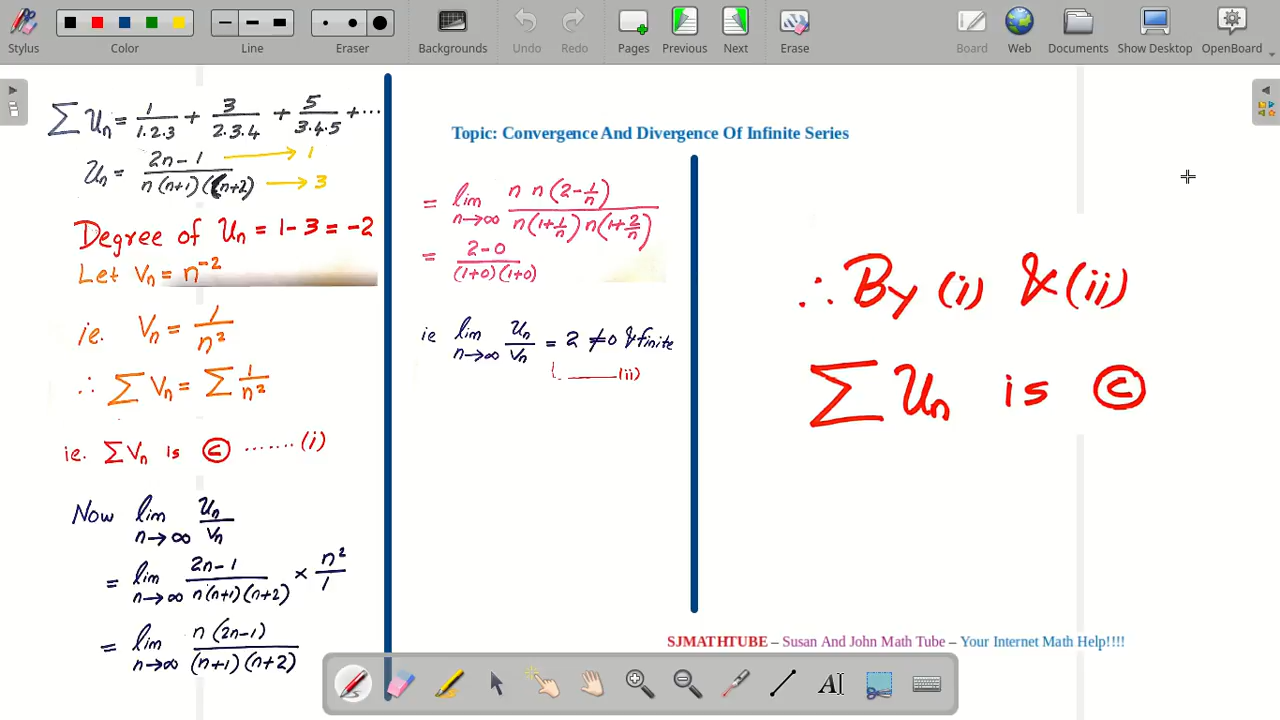 Stylus Color Line Eraser Backgrounds Undo Redo Pages Previous Next Erase Board Web Documents Show Desktop OpenBoard
∑ Un = 1/1.2.3 + 3/2.3.4 + 5/3.4.5 + ...
Un = 2n-1/n(n+1)(n+2) → 1 → 3
Degree of Un = 1-3 = -2
Let Vn = n^-2
ie. Vn = 1/n²
∴ ∑ Vn = ∑ 1/n²
ie. ∑ Vn is Ⓒ .......(i)
Now lim n→∞ Un/Vn
= lim n→∞ 2n-1/n(n+1)(n+2) × n²/1
= lim n→∞ n(2n-1)/(n+1)(n+2)
Topic: Convergence And Divergence Of Infinite Series
= lim n→∞ n n(2-1/n)/n(1+1/n) n(1+2/n)
= 2-0/(1+0)(1+0)
ie lim n→∞ Un/Vn = 2 ≠0 & finite
(ii)
∴ By (i) & (ii)
∑ Un is Ⓒ
SJMATHTUBE – Susan And John Math Tube – Your Internet Math Help!!!!
AI